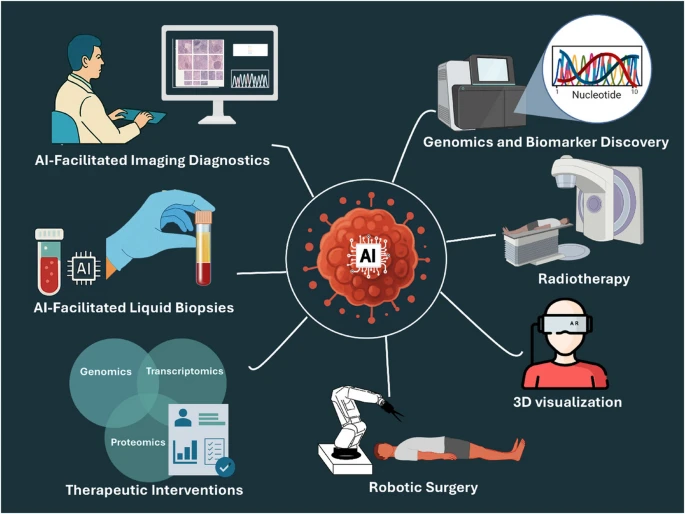 AI-Facilitated Imaging Diagnostics
1 Nucleotide 10
Genomics and Biomarker Discovery
AI
AI-Facilitated Liquid Biopsies
AI
Radiotherapy
A R
3D visualization
Genomics
Transcriptomics
Proteomics
Therapeutic Interventions
Robotic Surgery